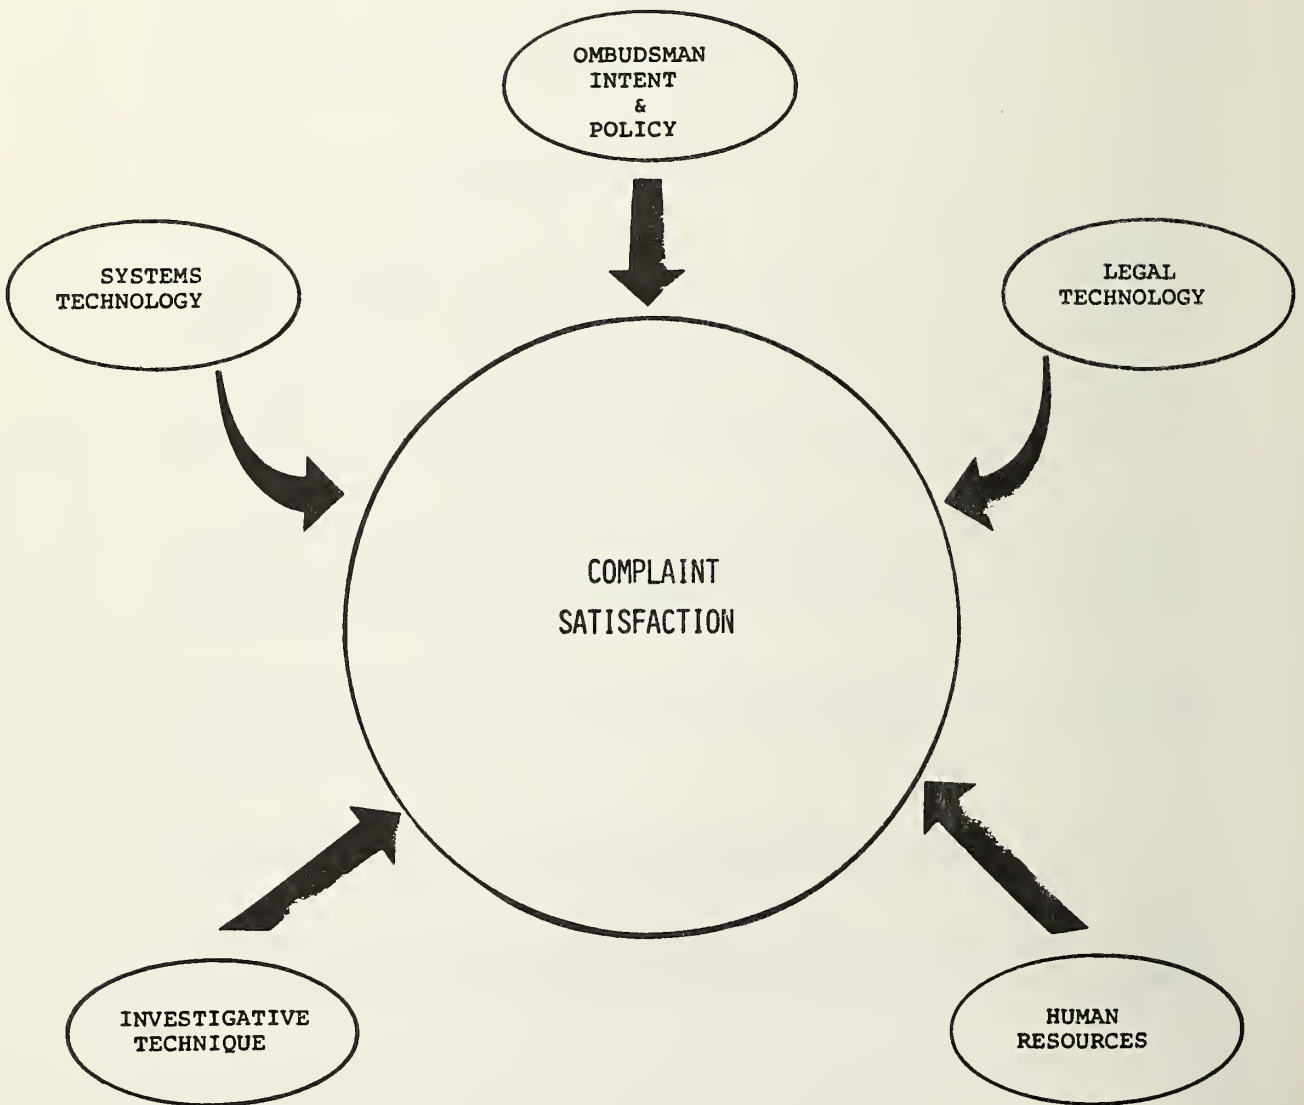 OMBUDSMAN
INTENT
&
POLICY
SYSTEMS
TECHNOLOGY
LEGAL
TECHNOLOGY
COMPLAINT
SATISFACTION
INVESTIGATIVE
TECHNIQUE
HUMAN
RESOURCES